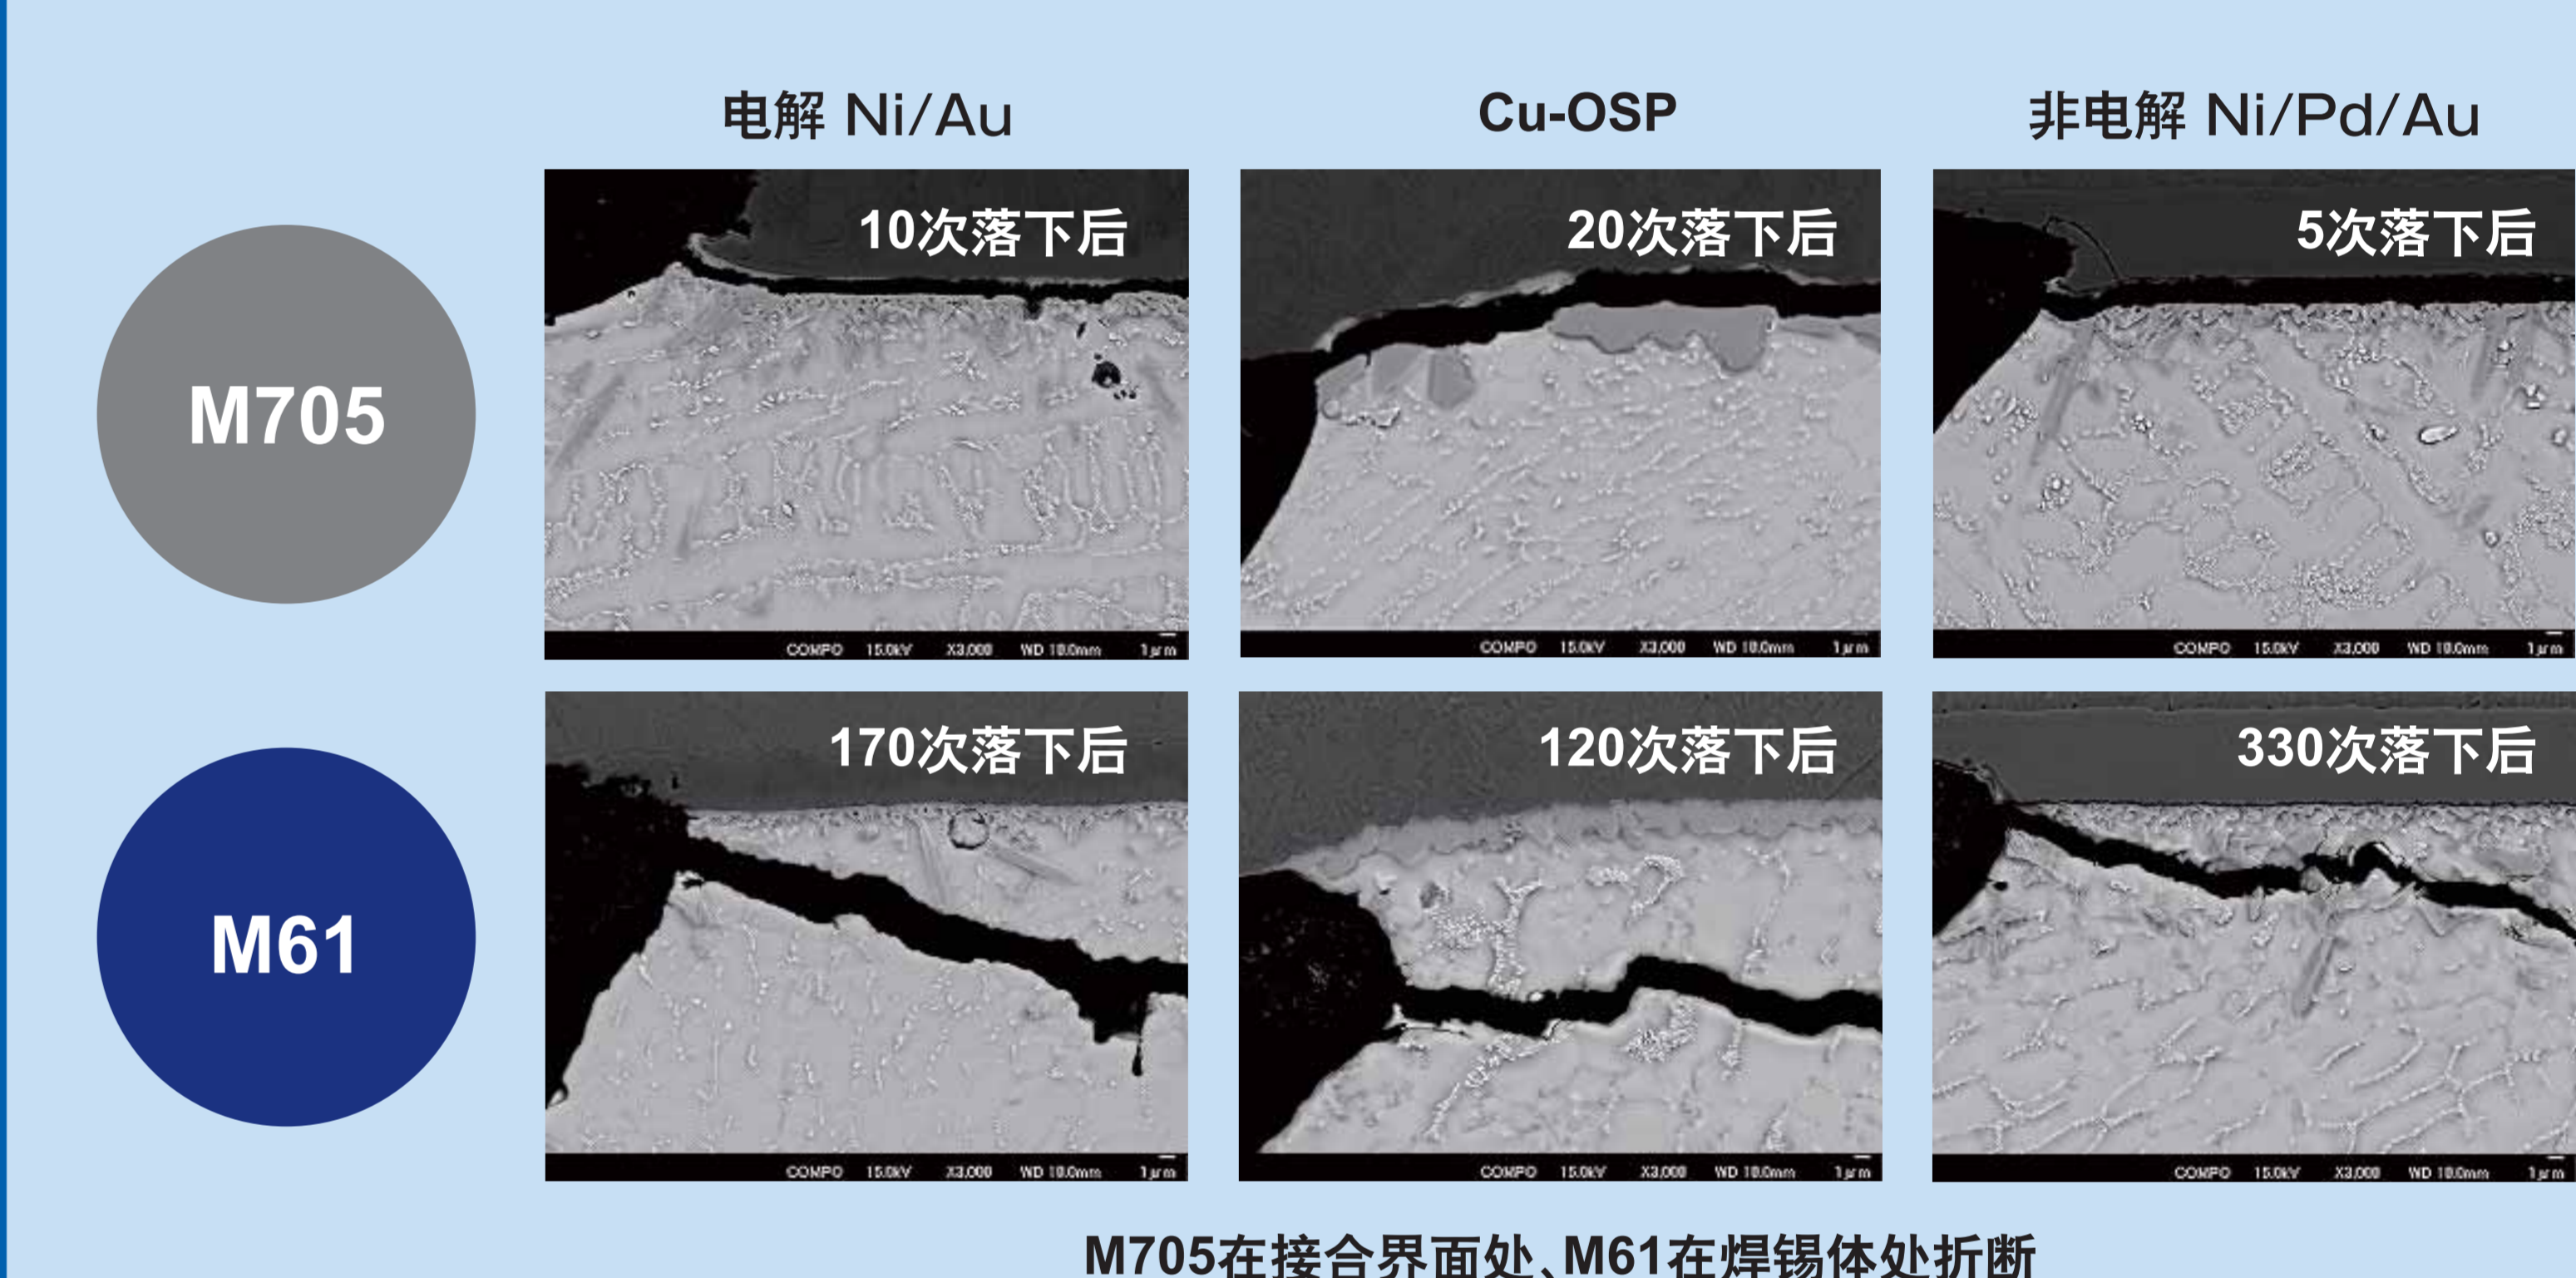 电解 Ni/Au
Cu-OSP
非电解 Ni/Pd/Au
M705
10次落下后
COMPO 15.0kV X3,000 WD 10.0mm 1μm
20次落下后
COMPO 15.0kV X3,000 WD 10.0mm 1μm
5次落下后
COMPO 15.0kV X3,000 WD 10.0mm 1μm
M61
170次落下后
COMPO 15.0kV X3,000 WD 10.0mm 1μm
120次落下后
COMPO 15.0kV X3,000 WD 10.0mm 1μm
330次落下后
COMPO 15.0kV X3,000 WD 10.0mm 1μm
M705在接合界面处、M61在焊锡体处折断